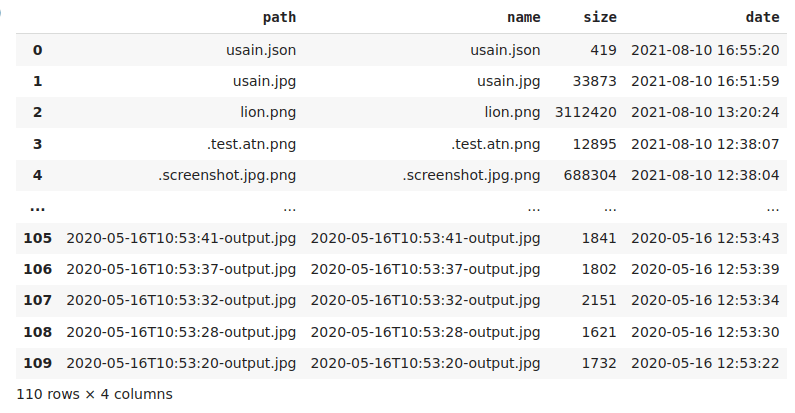 path name size date
0 usain.json usain.json 419 2021-08-10 16:55:20
1 usain.jpg usain.jpg 33873 2021-08-10 16:51:59
2 lion.png lion.png 3112420 2021-08-10 13:20:24
3 .test.atn.png .test.atn.png 12895 2021-08-10 12:38:07
4 .screenshot.jpg.png .screenshot.jpg.png 688304 2021-08-10 12:38:04
... ... ... ... ...
105 2020-05-16T10:53:41-output.jpg 2020-05-16T10:53:41-output.jpg 1841 2020-05-16 12:53:43
106 2020-05-16T10:53:37-output.jpg 2020-05-16T10:53:37-output.jpg 1802 2020-05-16 12:53:39
107 2020-05-16T10:53:32-output.jpg 2020-05-16T10:53:32-output.jpg 2151 2020-05-16 12:53:34
108 2020-05-16T10:53:28-output.jpg 2020-05-16T10:53:28-output.jpg 1621 2020-05-16 12:53:30
109 2020-05-16T10:53:20-output.jpg 2020-05-16T10:53:20-output.jpg 1732 2020-05-16 12:53:22
110 rows × 4 columns